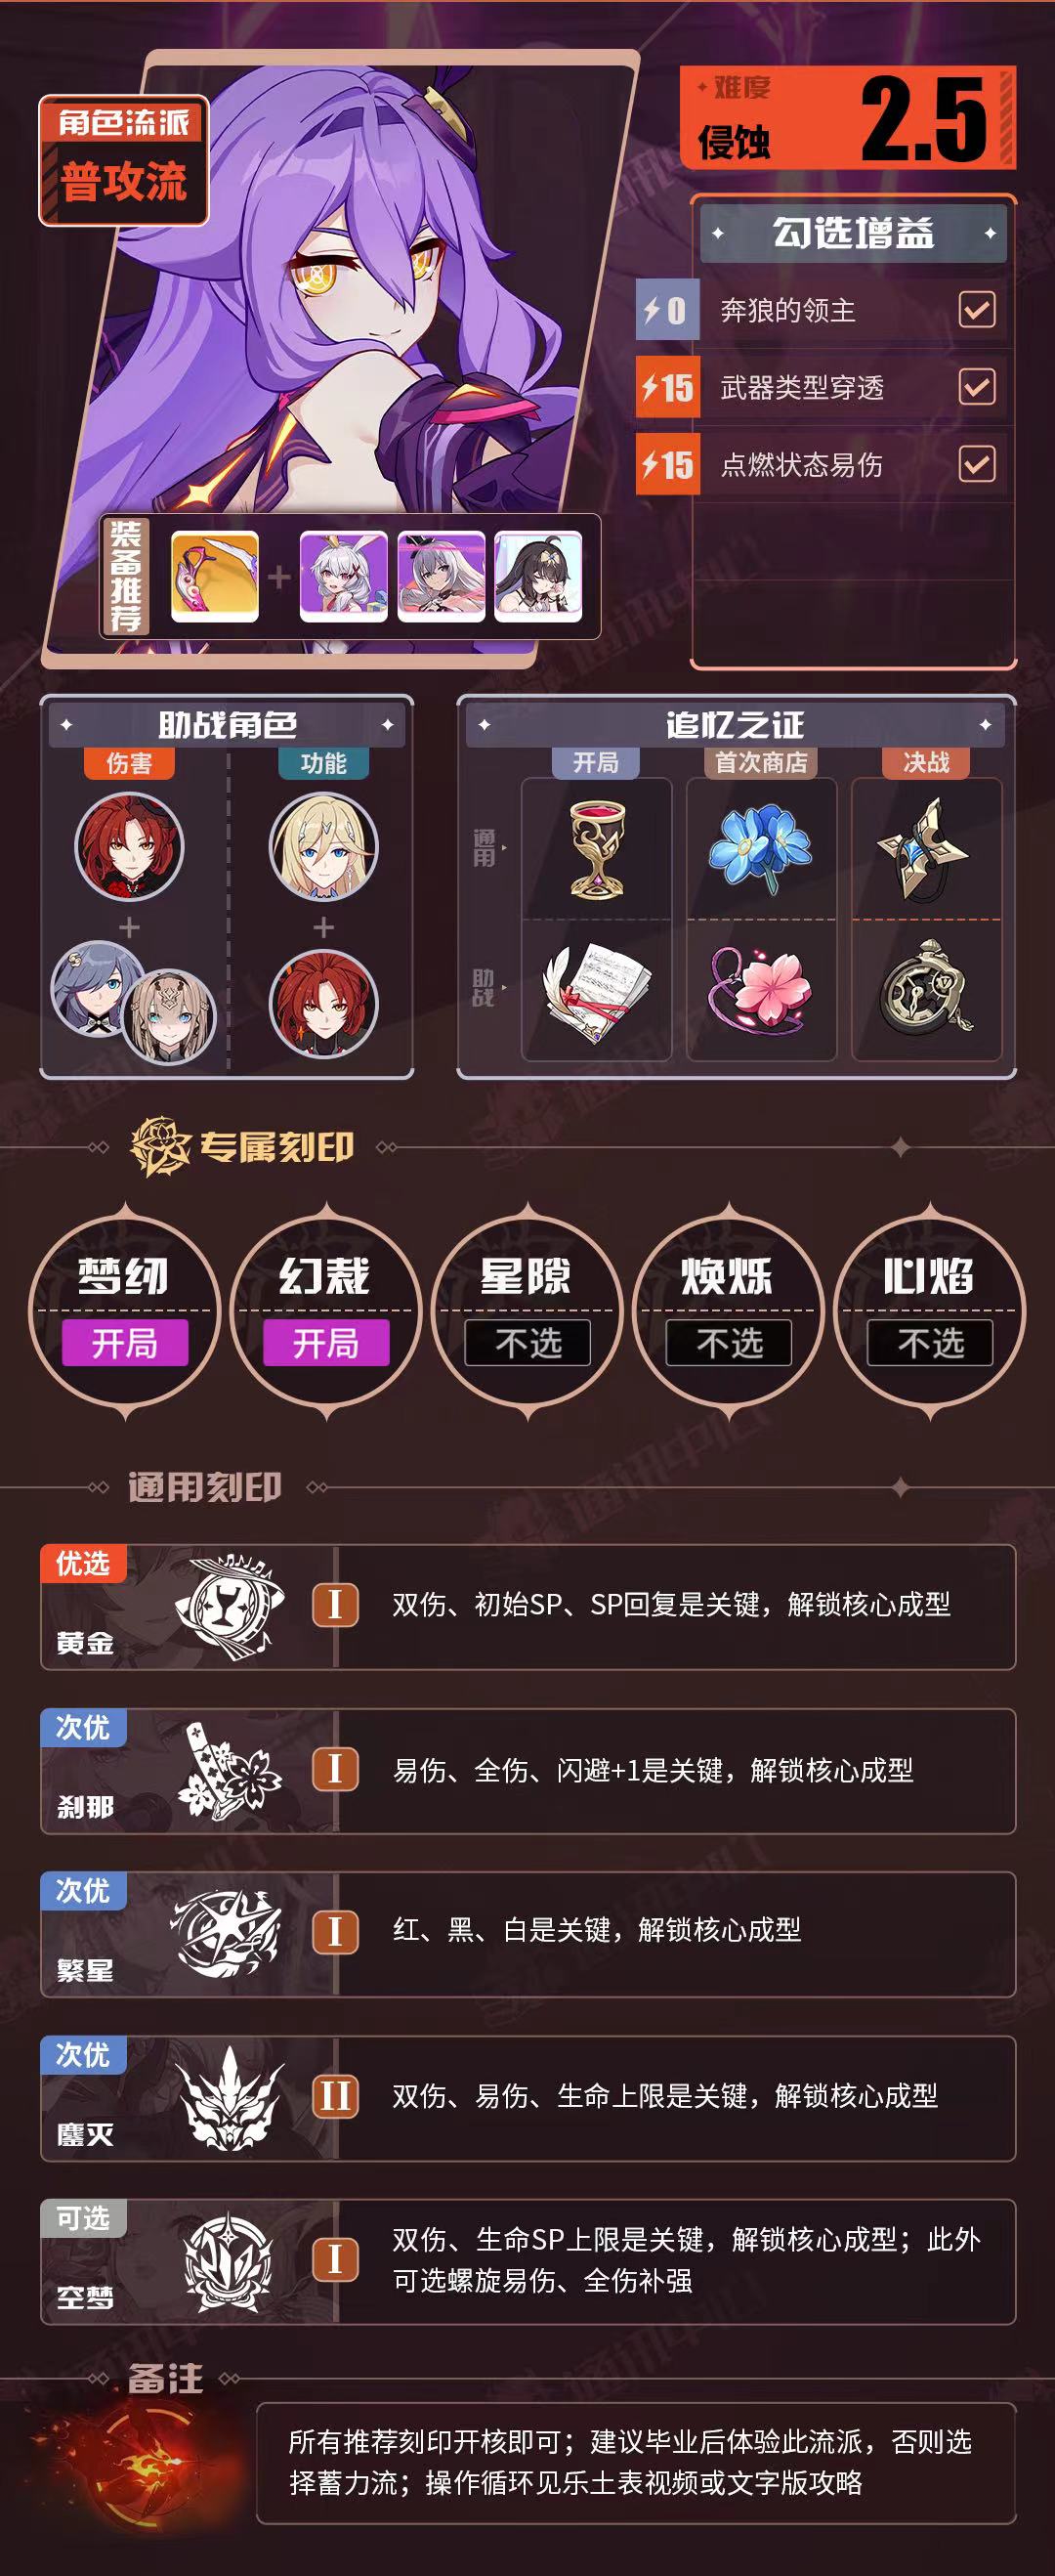 角色流派
普攻流
难度
侵蚀
2.5
勾选增益
0 奔狼的领主
15 武器类型穿透
15 点燃状态易伤
装备推荐
助战角色
伤害
功能
追忆之证
开局
首次商店
决战
通用
助战
专属刻印
梦纫
开局
幻裁
开局
星隙
不选
焕烁
不选
心焰
不选
通用刻印
优选
黄金
I
双伤、初始SP、SP回复是关键，解锁核心成型
次优
刹那
I
易伤、全伤、闪避+1是关键，解锁核心成型
次优
繁星
I
红、黑、白是关键，解锁核心成型
次优
鏖灭
II
双伤、易伤、生命上限是关键，解锁核心成型
可选
空梦
I
双伤、生命SP上限是关键，解锁核心成型；此外
可选螺旋易伤、全伤补强
备注
所有推荐刻印开核即可；建议毕业后体验此流派，否则选
择蓄力流；操作循环见乐土表视频或文字版攻略